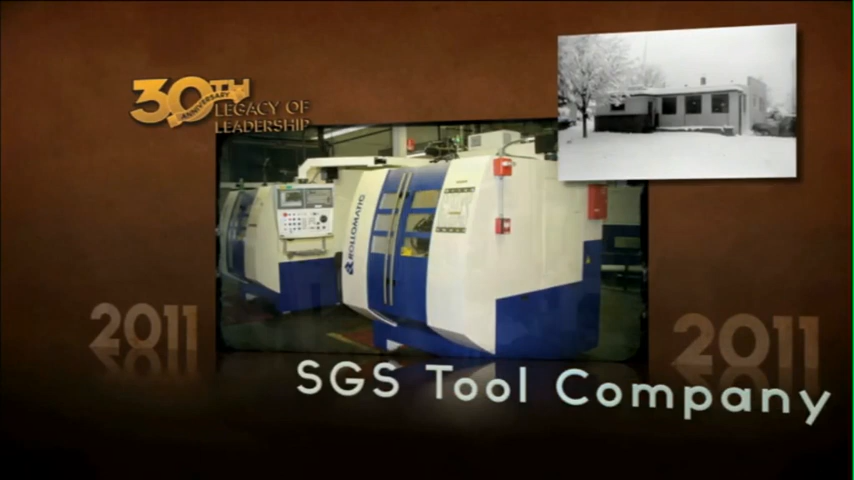 30TH
ANNIVERSARY
LEGACY OF
LEADERSHIP
ROLLOMATIC
2011
2011
SGS Tool Company